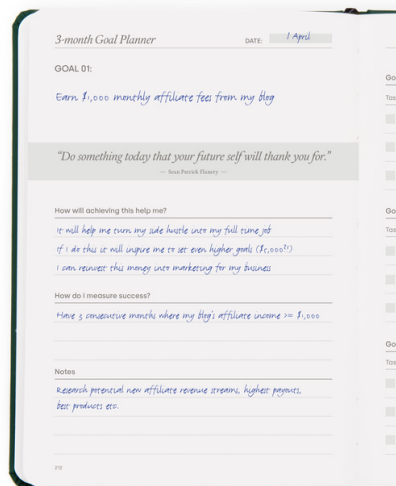 3-month Goal Planner
DATE: 1 April
GOAL 01:
Earn $1,000 monthly affiliate fees from my blog
“Do something today that your future self will thank you for.”
— Sean Patrick Flanery —
How will achieving this help me?
It will help me turn my side hustle into my full time job
If I do this it will inspire me to set even higher goals ($5,000!!)
I can reinvest this money into marketing for my business
How do I measure success?
Have 3 consecutive months where my blog's affiliate income >= $1,000
Notes
Research potential new affiliate revenue streams, highest payouts,
best products etc.
Go
Tas
Go
Tas
Go
Tas